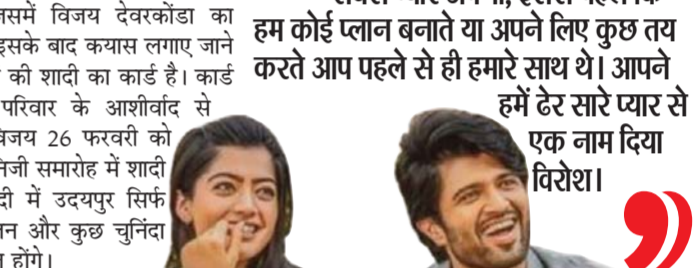 जिसमें विजय देवरकोंडा का
इसके बाद कयास लगाए जाने
की शादी का कार्ड है। कार्ड
परिवार के आशीर्वाद से
विजय 26 फरवरी को
निजी समारोह में शादी
में उदयपुर सिर्फ
और कुछ चुनिंदा
होंगे।
हम कोई प्लान बनाते या अपने लिए कुछ तय
करते आप पहले से ही हमारे साथ थे। आपने
हमें ढेर सारे प्यार से
एक नाम दिया
विरोश।